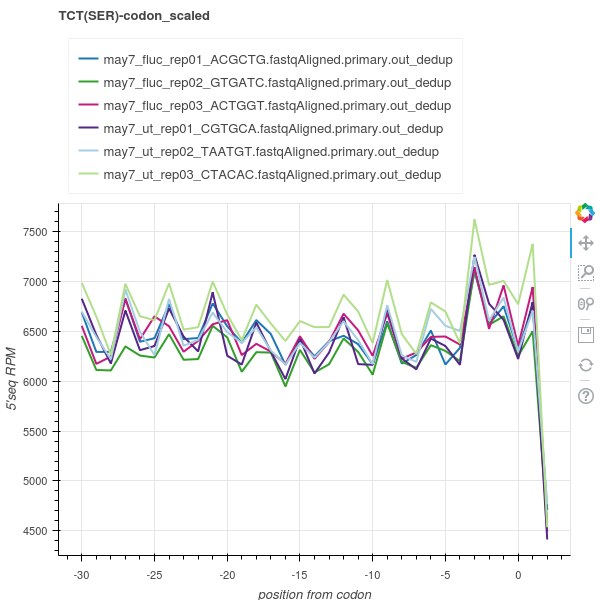 TCT(SER)-codon_scaled
may7_fluc_rep01_ACGCTG.fastqAligned.primary.out_dedup
may7_fluc_rep02_GTGATC.fastqAligned.primary.out_dedup
may7_fluc_rep03_ACTGGT.fastqAligned.primary.out_dedup
may7_ut_rep01_CGTGCA.fastqAligned.primary.out_dedup
may7_ut_rep02_TAATGT.fastqAligned.primary.out_dedup
may7_ut_rep03_CTACAC.fastqAligned.primary.out_dedup
7500
7000
6500
6000
5500
5000
4500
5'seq RPM
-30 -25 -20 -15 -10 -5 0
position from codon